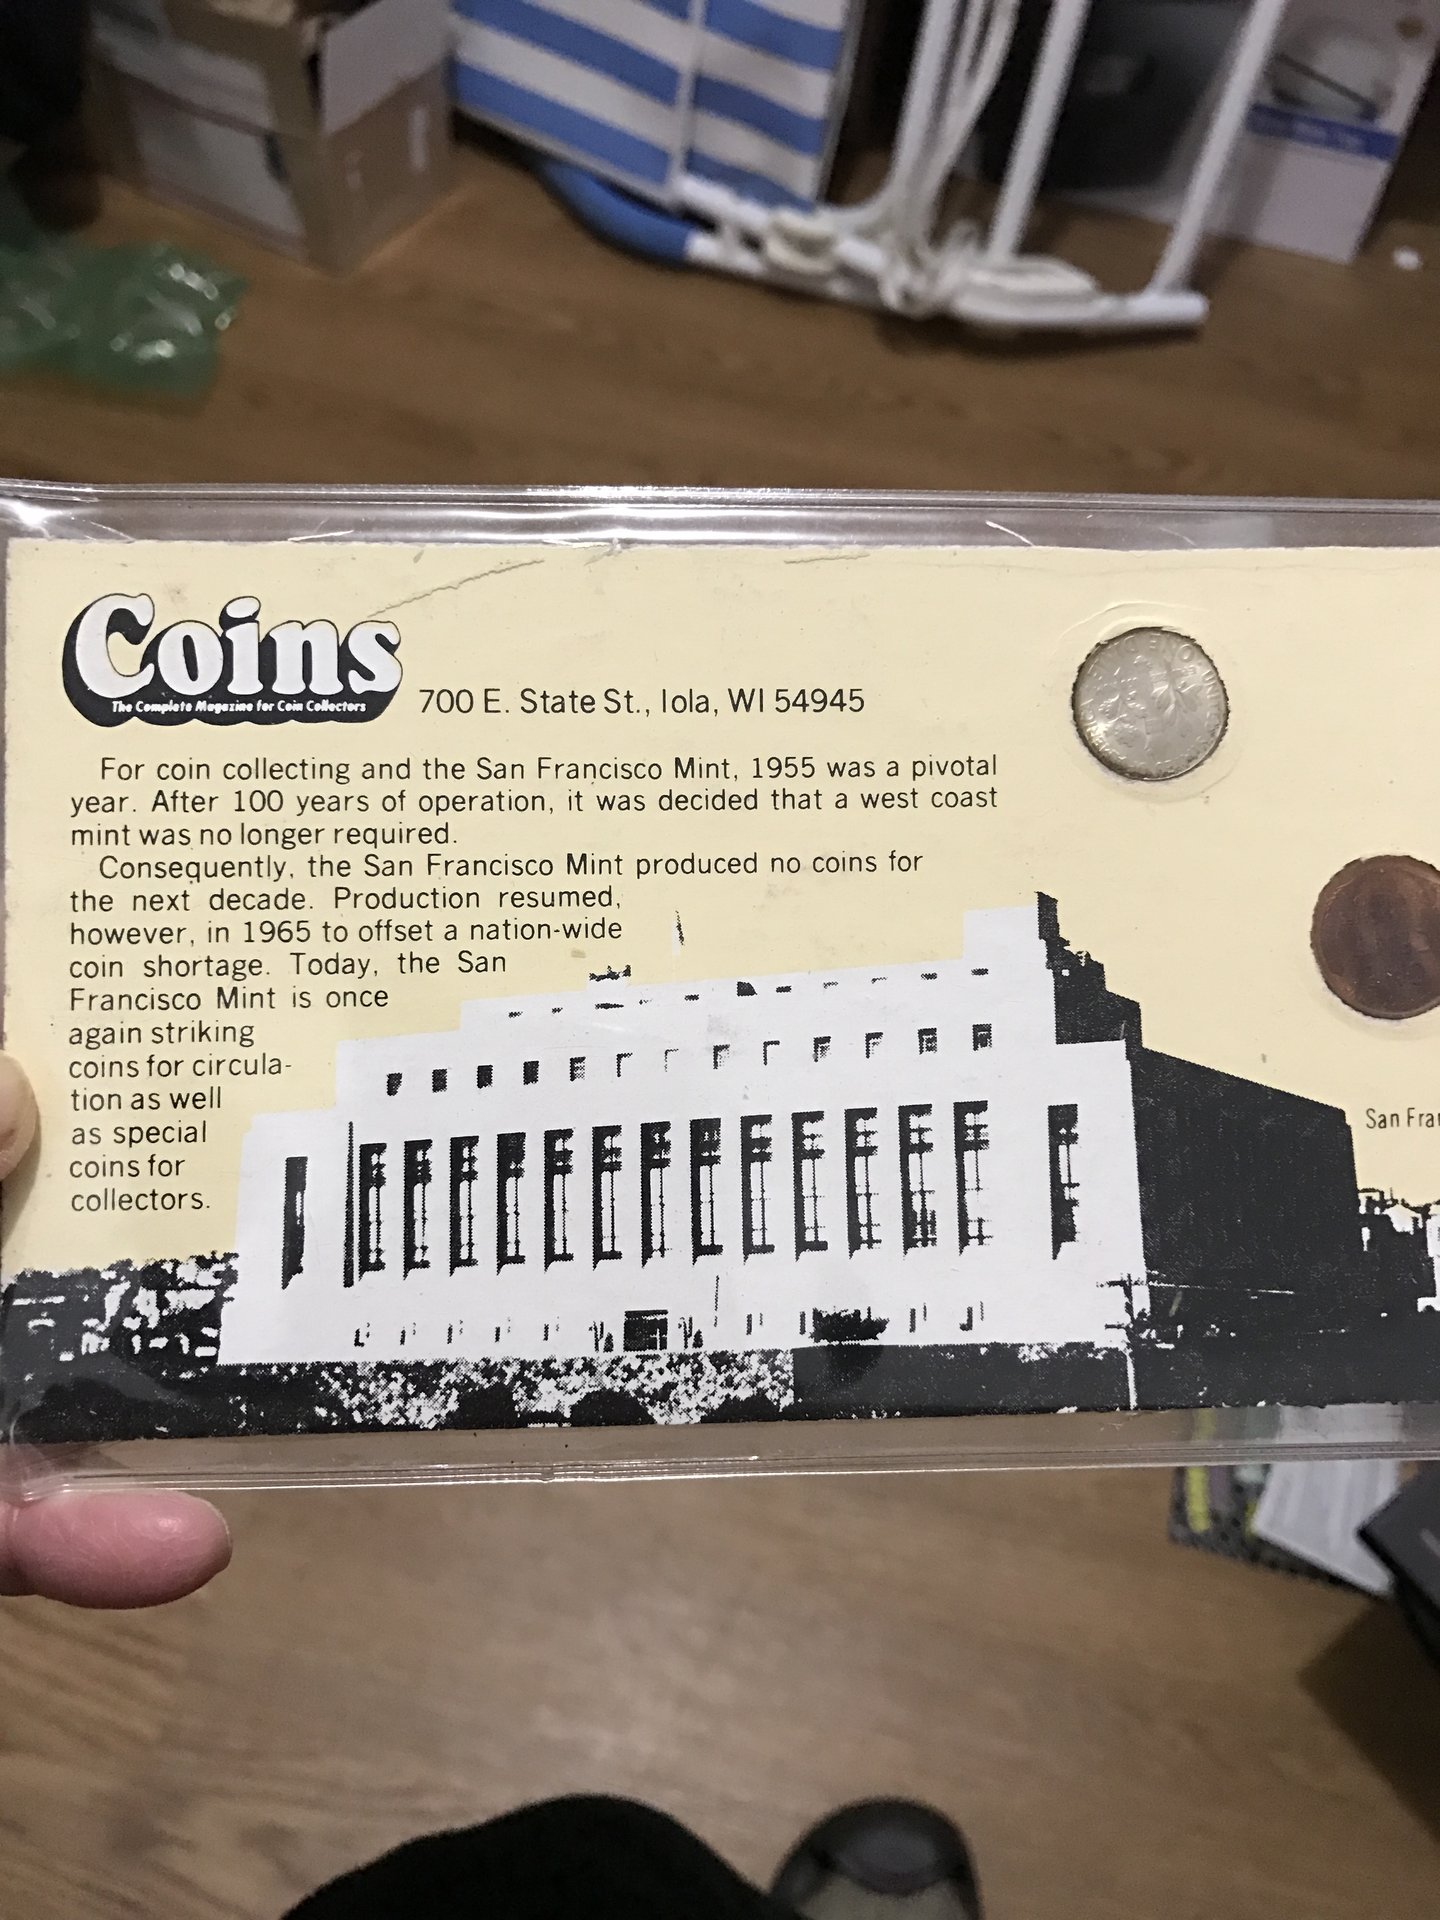 Coins
The Complete Magazine for Coin Collectors
700 E. State St., Iola, WI 54945
For coin collecting and the San Francisco Mint, 1955 was a pivotal
year. After 100 years of operation, it was decided that a west coast
mint was no longer required.
Consequently, the San Francisco Mint produced no coins for
the next decade. Production resumed,
however, in 1965 to offset a nation-wide
coin shortage. Today, the San
Francisco Mint is once
again striking
coins for circula-
tion as well
as special
coins for
collectors.
ONE
San